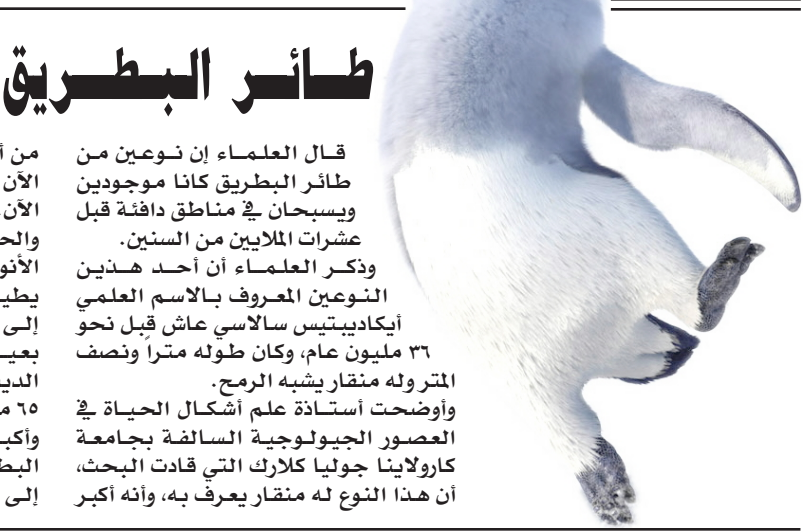 طائر البطريق
قال العلماء إن نوعين من
طائر البطريق كانا موجودين
ويسبحان في مناطق دافئة قبل
عشرات الملايين من السنين.
وذكر العلماء أن أحد هذين
النوعين المعروف بالاسم العلمي
أيكاديبتيس سالاسي عاش قبل نحو
٣٦ مليون عام، وكان طوله متراً ونصف
المتر وله منقار يشبه الرمح.
وأوضحت أستاذة علم أشكال الحياة في
العصور الجيولوجية السالفة بجامعة
كارولاينا جوليا كلارك التي قادت البحث،
أن هذا النوع له منقار يعرف به، وأنه أكبر
من أ
الآن
الآن
والح
الأنو
يطي
إلى
بعيـ
الدي
٦٥ م
وأكبـ
البط
إلى